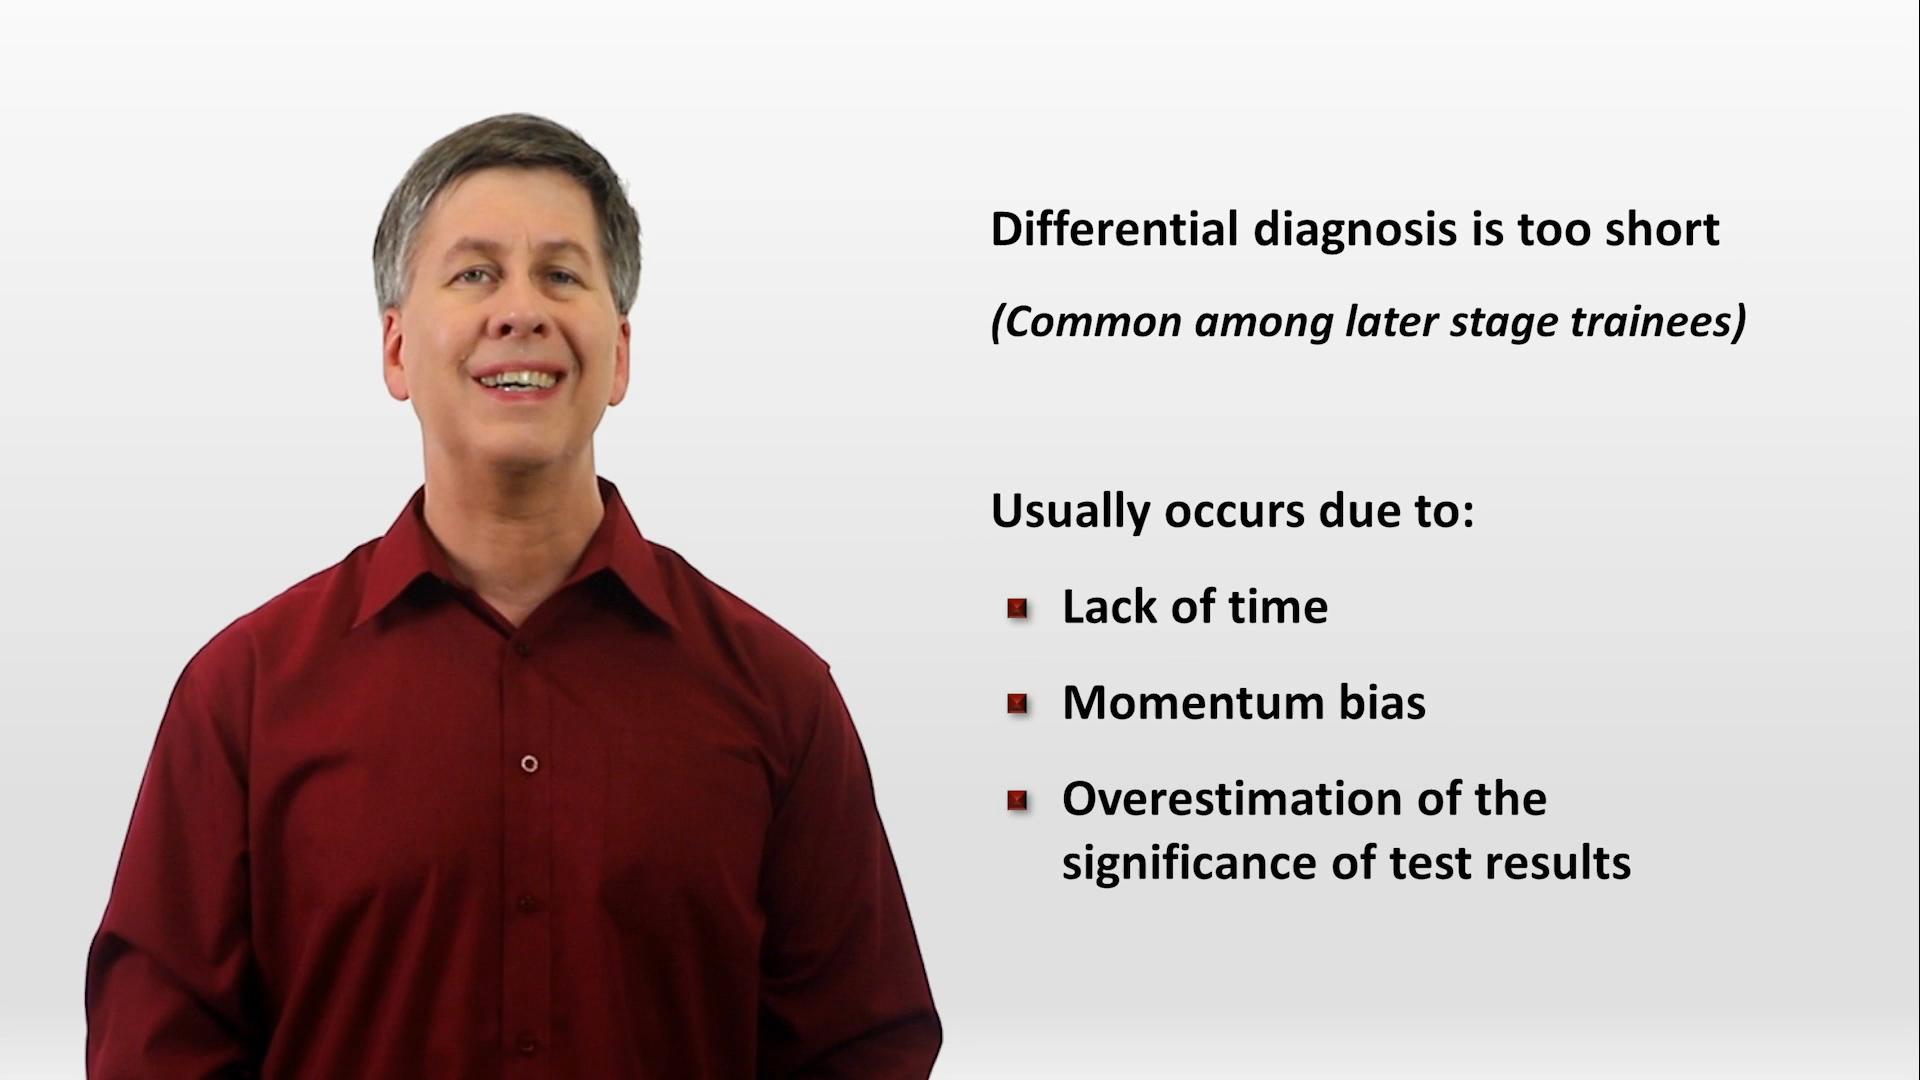 Differential diagnosis is too short
(Common among later stage trainees)
Usually occurs due to:
Lack of time
Momentum bias
Overestimation of the
significance of test results